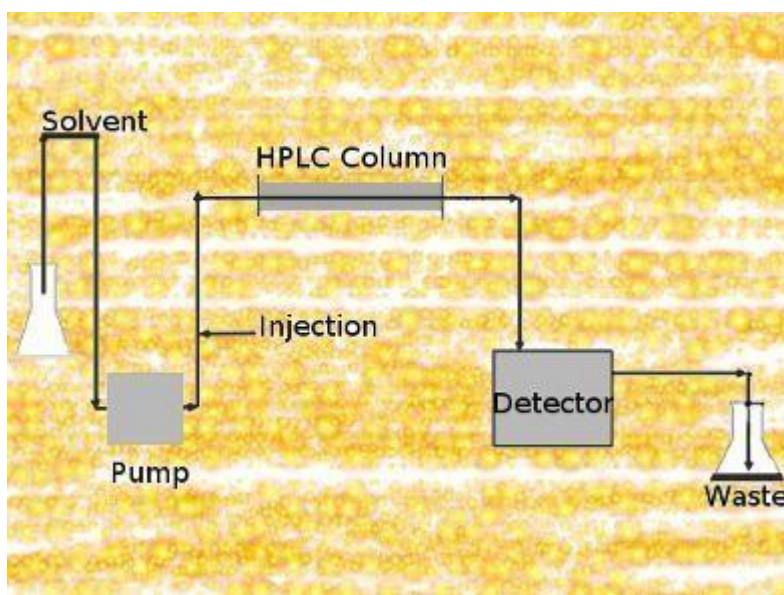 Solvent
HPLC Column
Injection
Detector
Pump
Waste